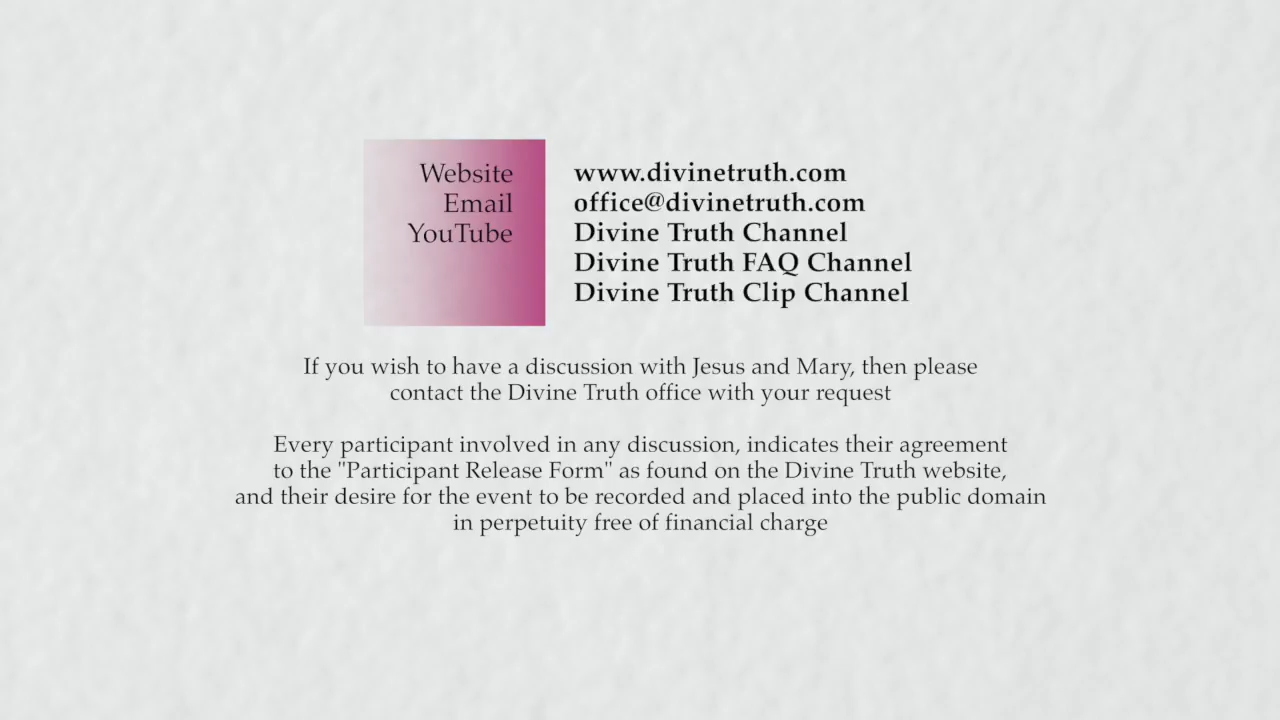 Website www.divinetruth.com
Email office@divinetruth.com
YouTube Divine Truth Channel
Divine Truth FAQ Channel
Divine Truth Clip Channel
If you wish to have a discussion with Jesus and Mary, then please
contact the Divine Truth office with your request
Every participant involved in any discussion, indicates their agreement
to the "Participant Release Form" as found on the Divine Truth website,
and their desire for the event to be recorded and placed into the public domain
in perpetuity free of financial charge